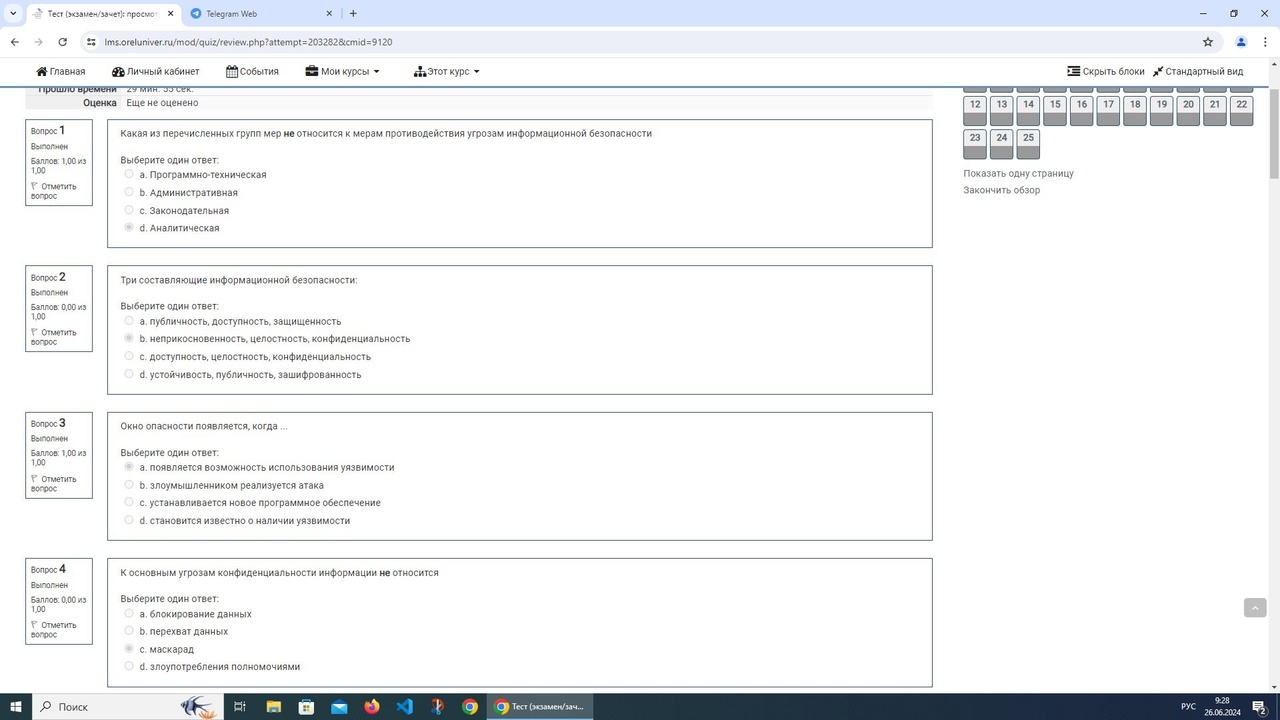 Тест (экзамен/зачет): просмот
Telegram Web
lms.oreluniver.ru/mod/quiz/review.php?attempt=203282&cmid=9120
Главная Личный кабинет События Мои курсы Этот курс Скрыть блоки Стандартный вид
Прошло времени 29 мин. 55 сек.
Оценка Еще не оценено
12 13 14 15 16 17 18 19 20 21 22
23 24 25
Показать одну страницу
Закончить обзор
Вопрос 1
Выполнен
Баллов: 1,00 из
1,00
Отметить
вопрос
Какая из перечисленных групп мер не относится к мерам противодействия угрозам информационной безопасности
Выберите один ответ:
a. Программно-техническая
b. Административная
c. Законодательная
d. Аналитическая
Вопрос 2
Выполнен
Баллов: 0,00 из
1,00
Отметить
вопрос
Три составляющие информационной безопасности:
Выберите один ответ:
a. публичность, доступность, защищенность
b. неприкосновенность, целостность, конфиденциальность
c. доступность, целостность, конфиденциальность
d. устойчивость, публичность, зашифрованность
Вопрос 3
Выполнен
Баллов: 1,00 из
1,00
Отметить
вопрос
Окно опасности появляется, когда ...
Выберите один ответ:
a. появляется возможность использования уязвимости
b. злоумышленником реализуется атака
c. устанавливается новое программное обеспечение
d. становится известно о наличии уязвимости
Вопрос 4
Выполнен
Баллов: 0,00 из
1,00
Отметить
вопрос
К основным угрозам конфиденциальности информации не относится
Выберите один ответ:
a. блокирование данных
b. перехват данных
c. маскарад
d. злоупотребления полномочиями
Поиск
Тест (экзамен/зач...
РУС
9:28
26.06.2024
2